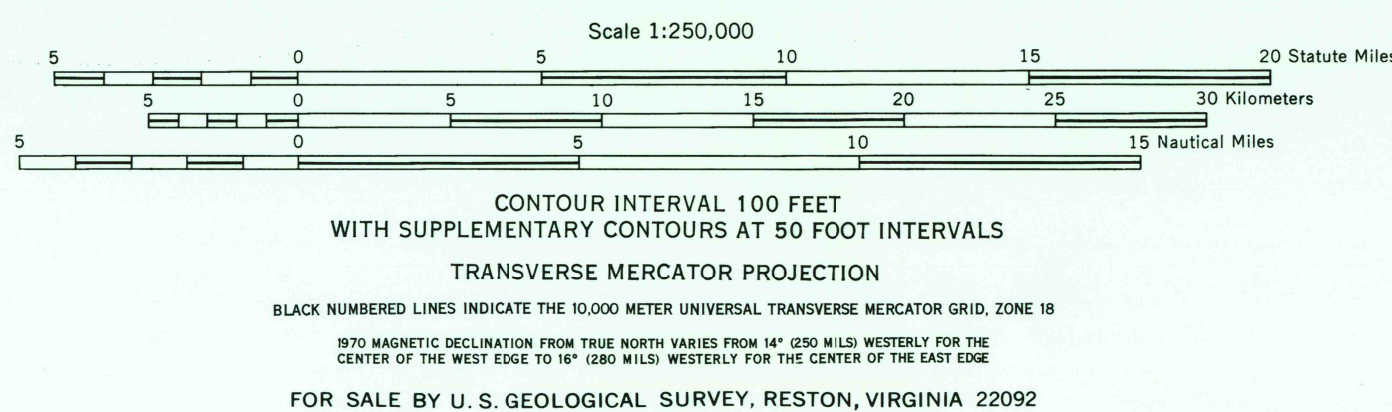 Scale 1:250,000
5 0 5 10 15 20 Statute Miles
5 0 5 10 15 20 25 30 Kilometers
5 0 5 10 15 Nautical Miles
CONTOUR INTERVAL 100 FEET
WITH SUPPLEMENTARY CONTOURS AT 50 FOOT INTERVALS
TRANSVERSE MERCATOR PROJECTION
BLACK NUMBERED LINES INDICATE THE 10,000 METER UNIVERSAL TRANSVERSE MERCATOR GRID, ZONE 18
1970 MAGNETIC DECLINATION FROM TRUE NORTH VARIES FROM 14° (250 MILS) WESTERLY FOR THE
CENTER OF THE WEST EDGE TO 16° (280 MILS) WESTERLY FOR THE CENTER OF THE EAST EDGE
FOR SALE BY U. S. GEOLOGICAL SURVEY, RESTON, VIRGINIA 22092